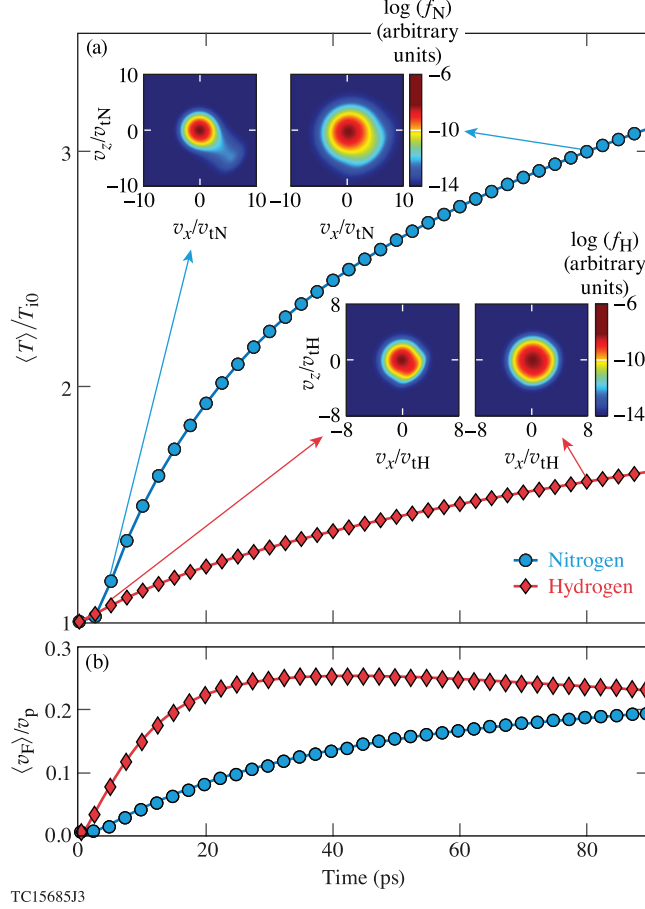 log (f_N)
(arbitrary
units)
(a)
10
0
−10
v_z/v_tN
−10 0 10
v_x/v_tN
−10 0 10
v_x/v_tN
−6
−10
−14
log (f_H)
(arbitrary
units)
8
0
−8
v_z/v_tH
−8 0 8
v_x/v_tH
−8 0 8
v_x/v_tH
−6
−10
−14
3
2
1
⟨T⟩/T_i0
Nitrogen
Hydrogen
(b)
0.3
0.2
0.1
0.0
⟨v_F⟩/v_p
0 20 40 60 80
Time (ps)
TC15685J3